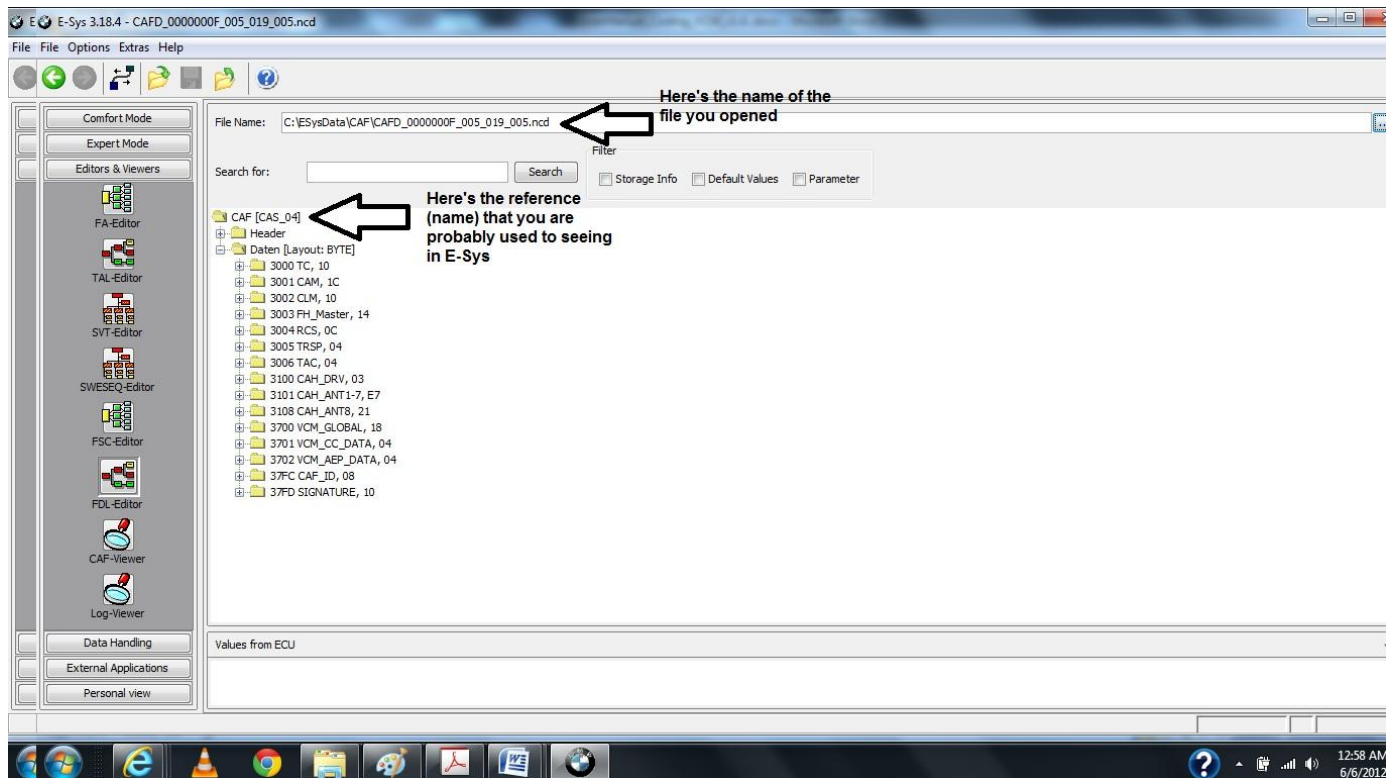 E E-Sys 3.18.4 - CAFD_0000000F_005_019_005.ncd
File File Options Extras Help
Here's the name of the
file you opened
Comfort Mode
Expert Mode
Editors & Viewers
FA-Editor
TAL-Editor
SVT-Editor
SWESEQ-Editor
FSC-Editor
FDL-Editor
CAF-Viewer
Log-Viewer
Data Handling
External Applications
Personal view
File Name: C:\ESysData\CAF\CAFD_0000000F_005_019_005.ncd ...
Filter
Search for: Search Storage Info Default Values Parameter
Here's the reference
(name) that you are
probably used to seeing
in E-Sys
CAF [CAS_04]
Header
Daten [Layout: BYTE]
3000 TC, 10
3001 CAM, 1C
3002 CLM, 10
3003 FH_Master, 14
3004 RCS, 0C
3005 TRSP, 04
3006 TAC, 04
3100 CAH_DRV, 03
3101 CAH_ANT1-7, E7
3108 CAH_ANT8, 21
3700 VCM_GLOBAL, 18
3701 VCM_CC_DATA, 04
3702 VCM_AEP_DATA, 04
37FC CAF_ID, 08
37FD SIGNATURE, 10
Values from ECU
12:58 AM
6/6/2012